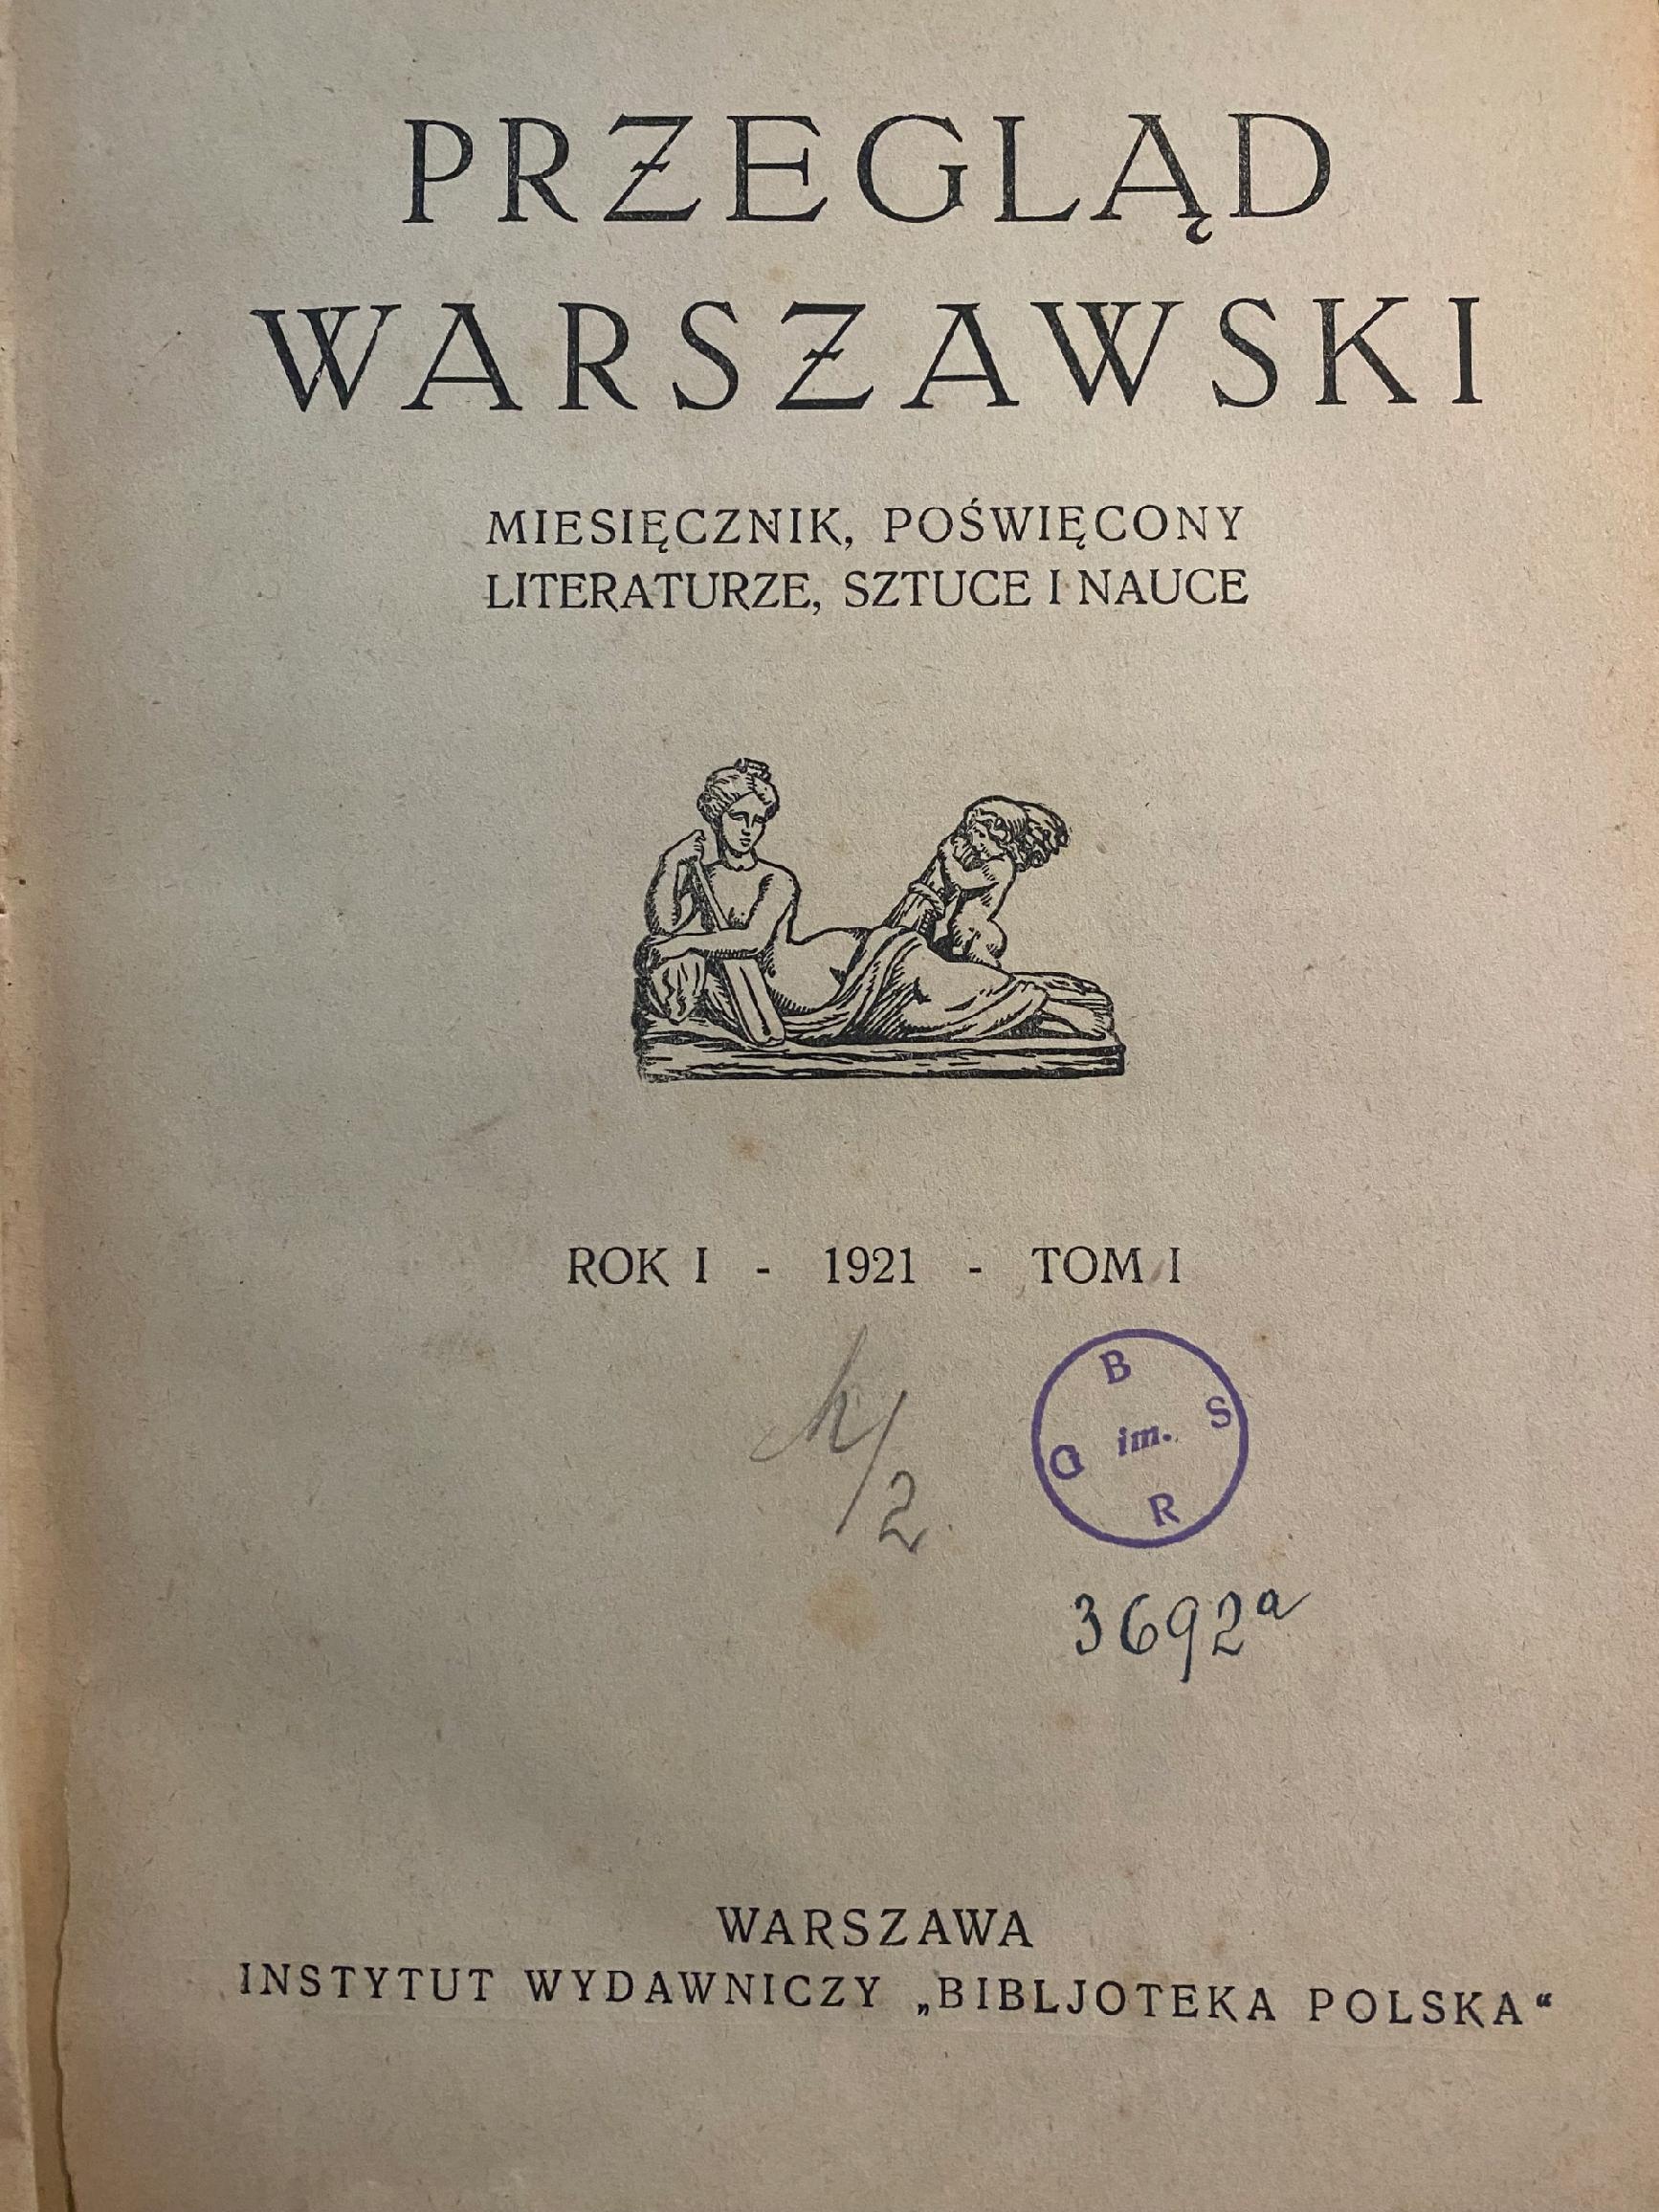 PRZEGLĄD
WARSZAWSKI
MIESIĘCZNIK, POŚWIĘCONY
LITERATURZE, SZTUCE I NAUCE
ROK I - 1921 - TOM I
B S
im.
D R
3692a
WARSZAWA
INSTYTUT WYDAWNICZY „BIBLJOTEKA POLSKA“